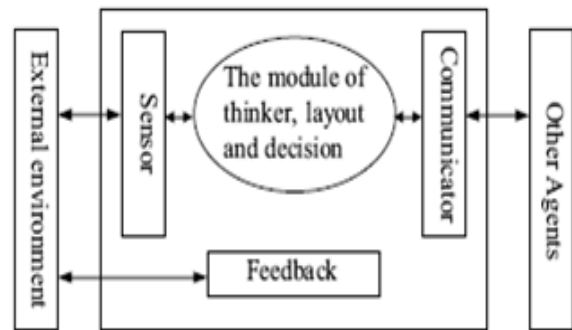 External environment
Sensor
The module of
thinker, layout
and decision
Communicator
Other Agents
Feedback